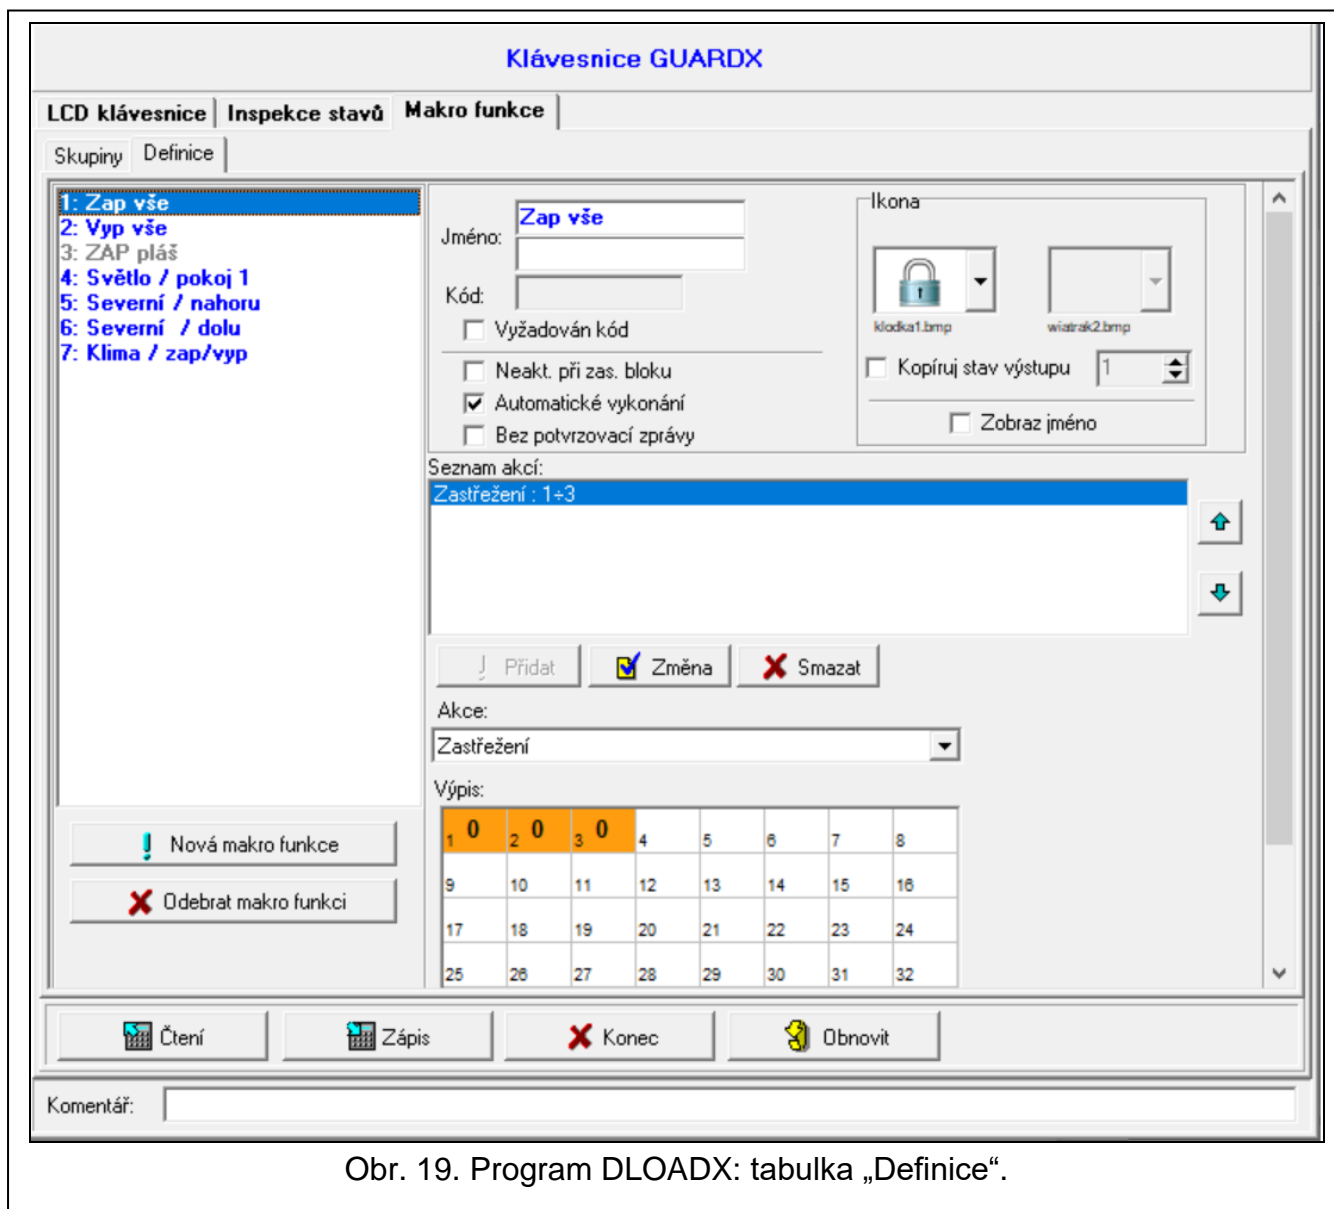 Klávesnice GUARDX
LCD klávesnice Inspekce stavů Makro funkce
Skupiny Definice
1: Zap vše
2: Vyp vše
3: ZAP pláš
4: Světlo / pokoj 1
5: Severní / nahoru
6: Severní / dolu
7: Klima / zap/vyp
Nová makro funkce
Odebrat makro funkci
Jméno: Zap vše
Kód:
Vyžadován kód
Neakt. při zas. bloku
Automatické vykonání
Bez potvrzovací zprávy
Ikona
klodka1.bmp wiatrak2.bmp
Kopíruj stav výstupu 1
Zobraz jméno
Seznam akcí:
Zastřežení : 1÷3
Přidat Změna Smazat
Akce:
Zastřežení
Výpis:
1 0 2 0 3 0 4 5 6 7 8
9 10 11 12 13 14 15 16
17 18 19 20 21 22 23 24
25 26 27 28 29 30 31 32
Čtení Zápis Konec Obnovit
Komentář:
Obr. 19. Program DLOADX: tabulka „Definice“.